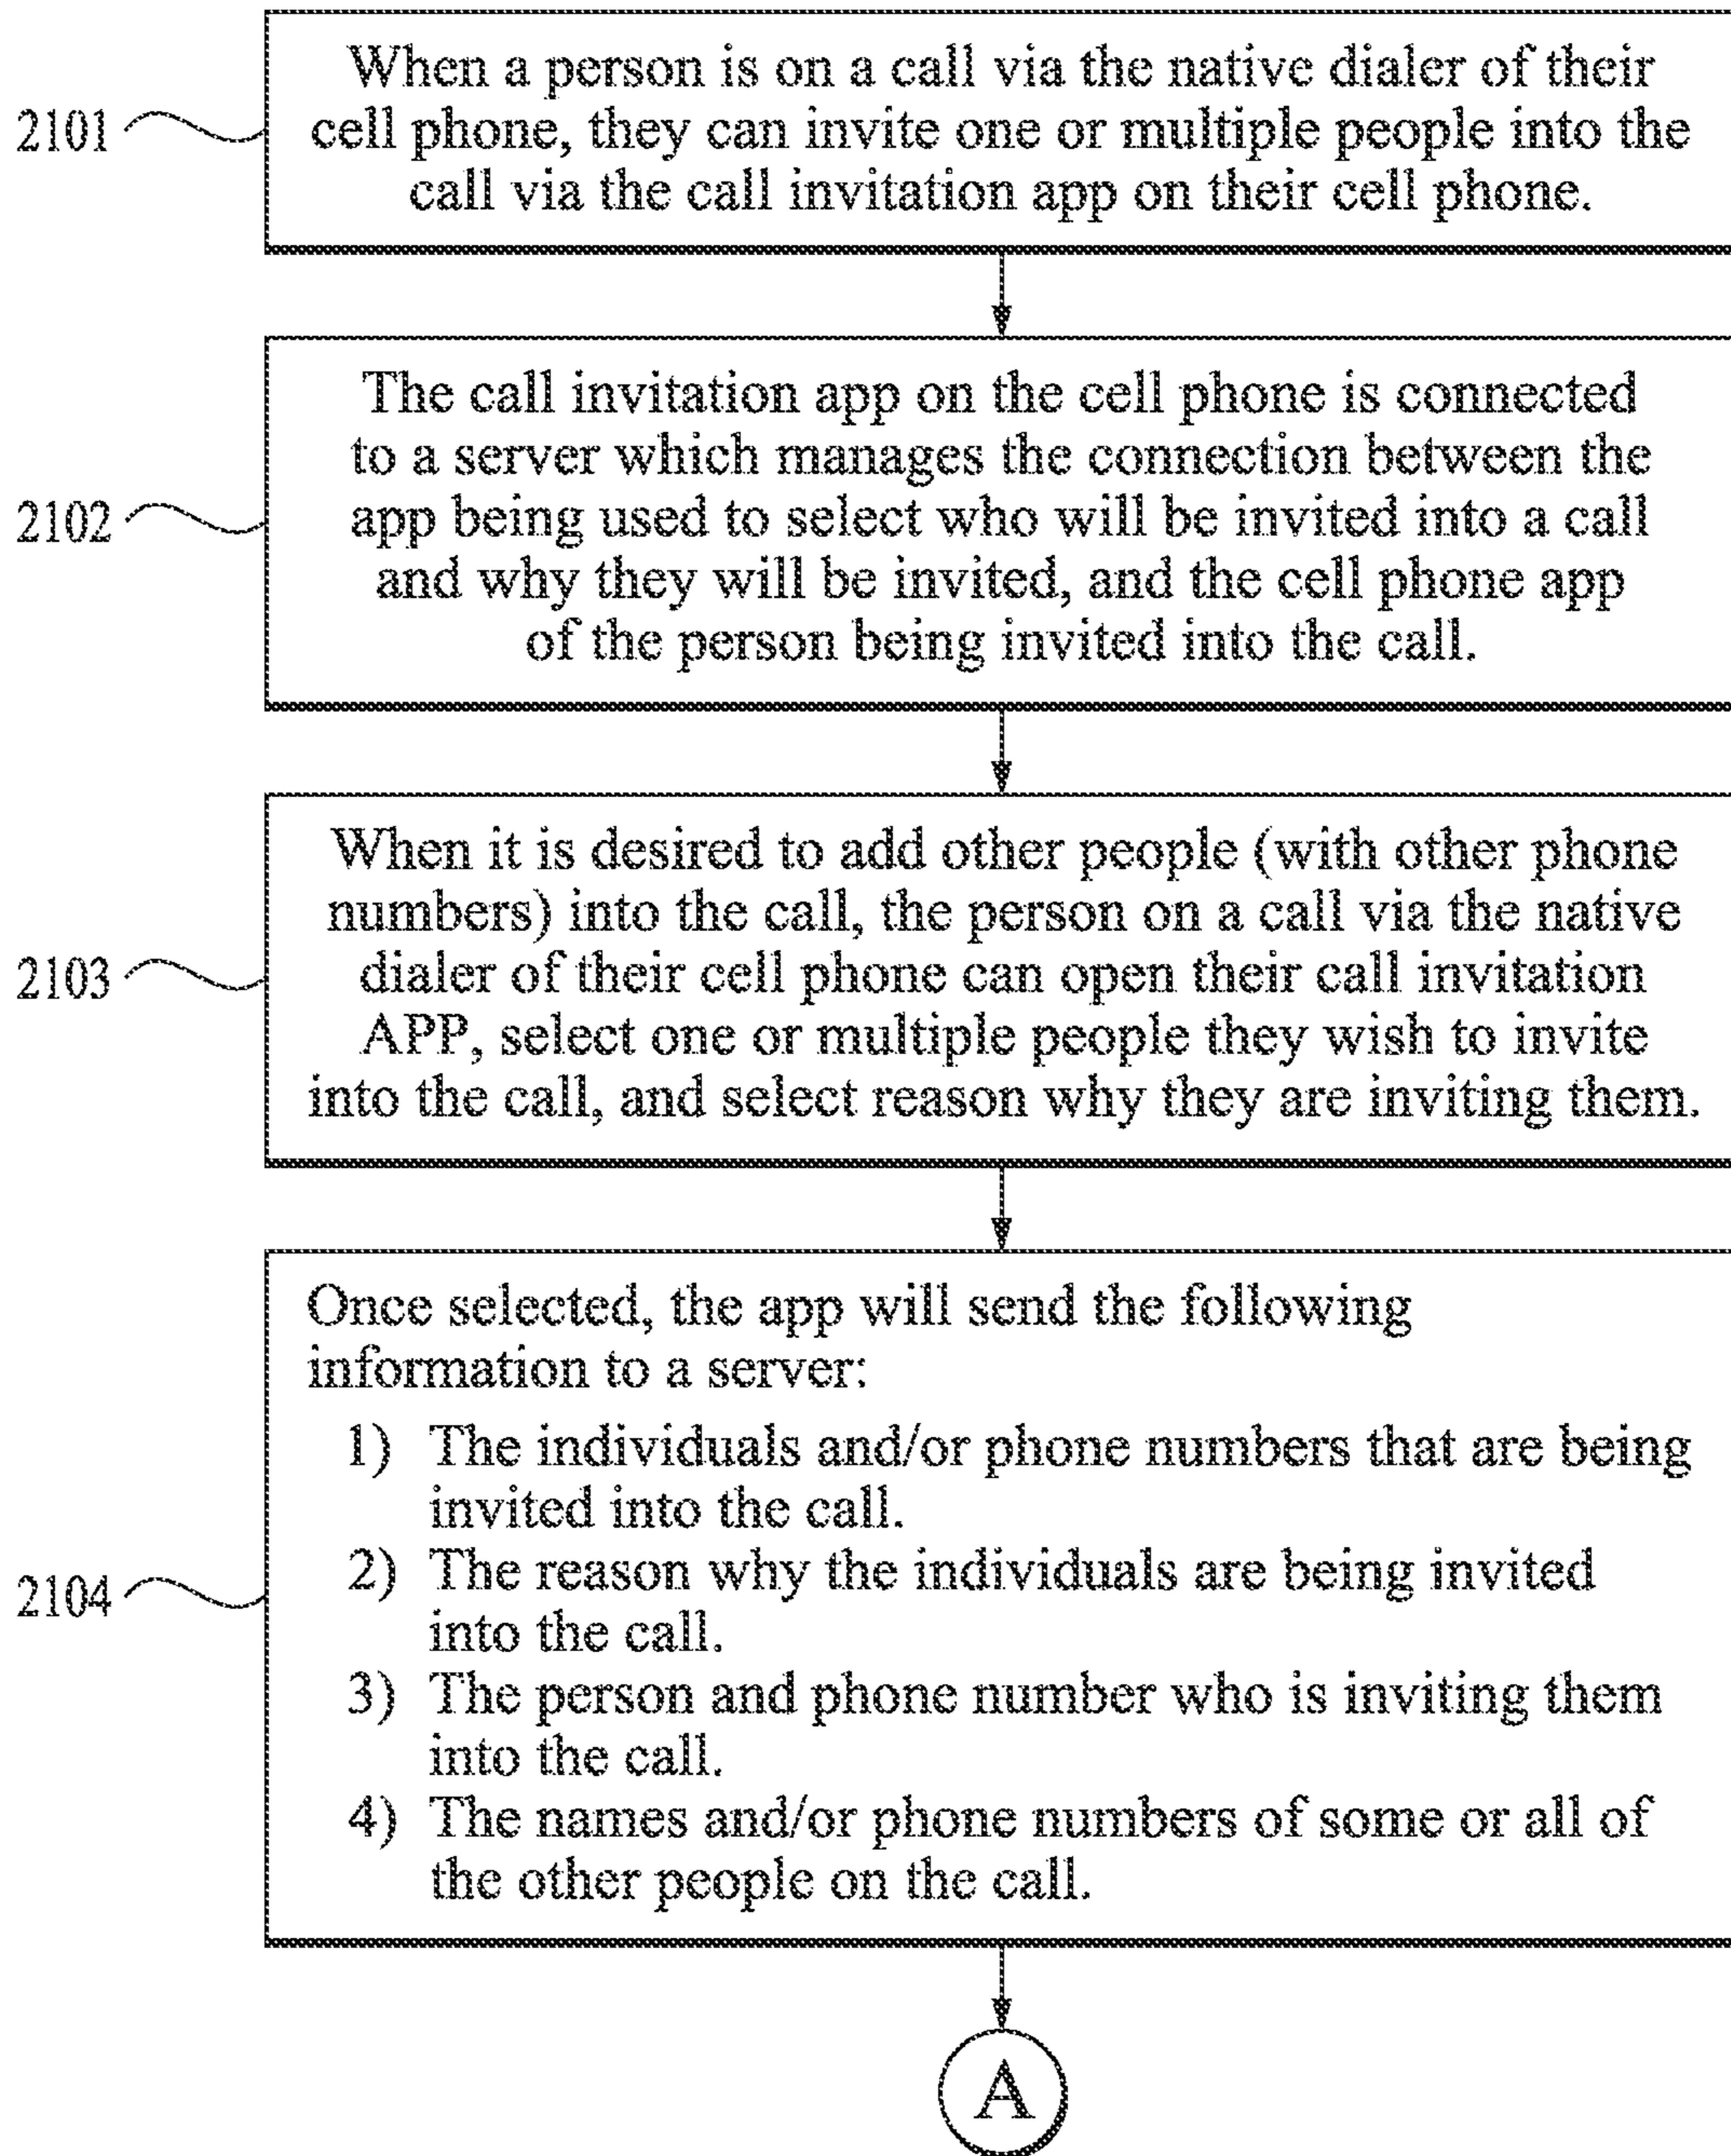 When a person is on a call via the native dialer of their
cell phone, they can invite one or multiple people into the
call via the call invitation app on their cell phone.
2101
The call invitation app on the cell phone is connected
to a server which manages the connection between the
app being used to select who will be invited into a call
and why they will be invited, and the cell phone app
of the person being invited into the call.
2102
When it is desired to add other people (with other phone
numbers) into the call, the person on a call via the native
dialer of their cell phone can open their call invitation
APP, select one or multiple people they wish to invite
into the call, and select reason why they are inviting them.
2103
Once selected, the app will send the following
information to a server:
1) The individuals and/or phone numbers that are being
invited into the call.
2) The reason why the individuals are being invited
into the call.
3) The person and phone number who is inviting them
into the call.
4) The names and/or phone numbers of some or all of
the other people on the call.
2104
A